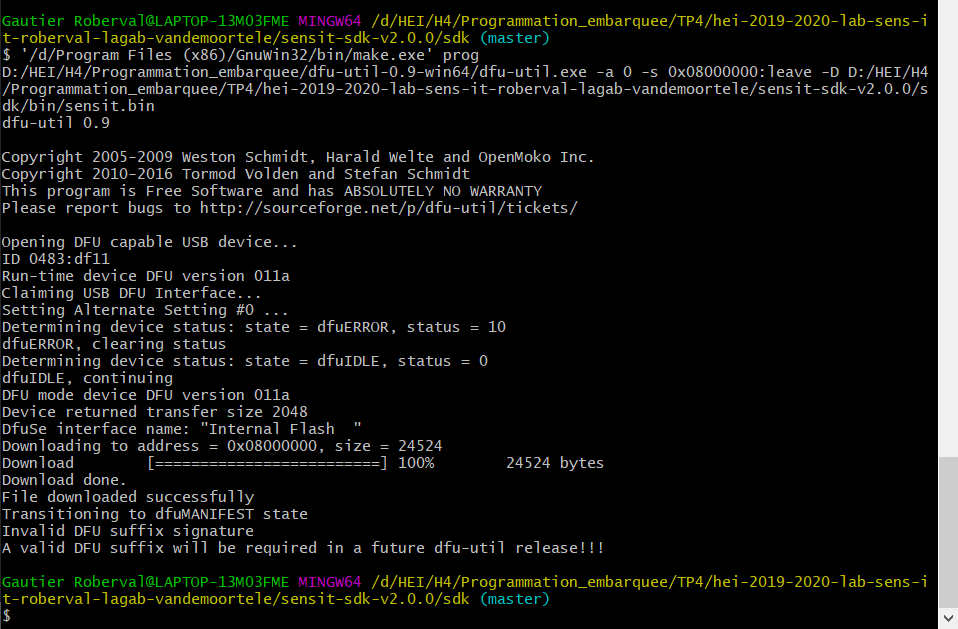 Gautier Roberval@LAPTOP-13MO3FME MINGW64 /d/HEI/H4/Programmation_embarquee/TP4/hei-2019-2020-lab-sens-i
t-roberval-lagab-vandemoortele/sensit-sdk-v2.0.0/sdk (master)
$ '/d/Program Files (x86)/GnuWin32/bin/make.exe' prog
D:/HEI/H4/Programmation_embarquee/dfu-util-0.9-win64/dfu-util.exe -a 0 -s 0x08000000:leave -D D:/HEI/H4
/Programmation_embarquee/TP4/hei-2019-2020-lab-sens-it-roberval-lagab-vandemoortele/sensit-sdk-v2.0.0/s
dk/bin/sensit.bin
dfu-util 0.9
Copyright 2005-2009 Weston Schmidt, Harald Welte and OpenMoko Inc.
Copyright 2010-2016 Tormod Volden and Stefan Schmidt
This program is Free Software and has ABSOLUTELY NO WARRANTY
Please report bugs to http://sourceforge.net/p/dfu-util/tickets/
Opening DFU capable USB device...
ID 0483:df11
Run-time device DFU version 011a
Claiming USB DFU Interface...
Setting Alternate Setting #0 ...
Determining device status: state = dfuERROR, status = 10
dfuERROR, clearing status
Determining device status: state = dfuIDLE, status = 0
dfuIDLE, continuing
DFU mode device DFU version 011a
Device returned transfer size 2048
DfuSe interface name: "Internal Flash  "
Downloading to address = 0x08000000, size = 24524
Download        [=========================] 100%        24524 bytes
Download done.
File downloaded successfully
Transitioning to dfuMANIFEST state
Invalid DFU suffix signature
A valid DFU suffix will be required in a future dfu-util release!!!
Gautier Roberval@LAPTOP-13MO3FME MINGW64 /d/HEI/H4/Programmation_embarquee/TP4/hei-2019-2020-lab-sens-i
t-roberval-lagab-vandemoortele/sensit-sdk-v2.0.0/sdk (master)
$